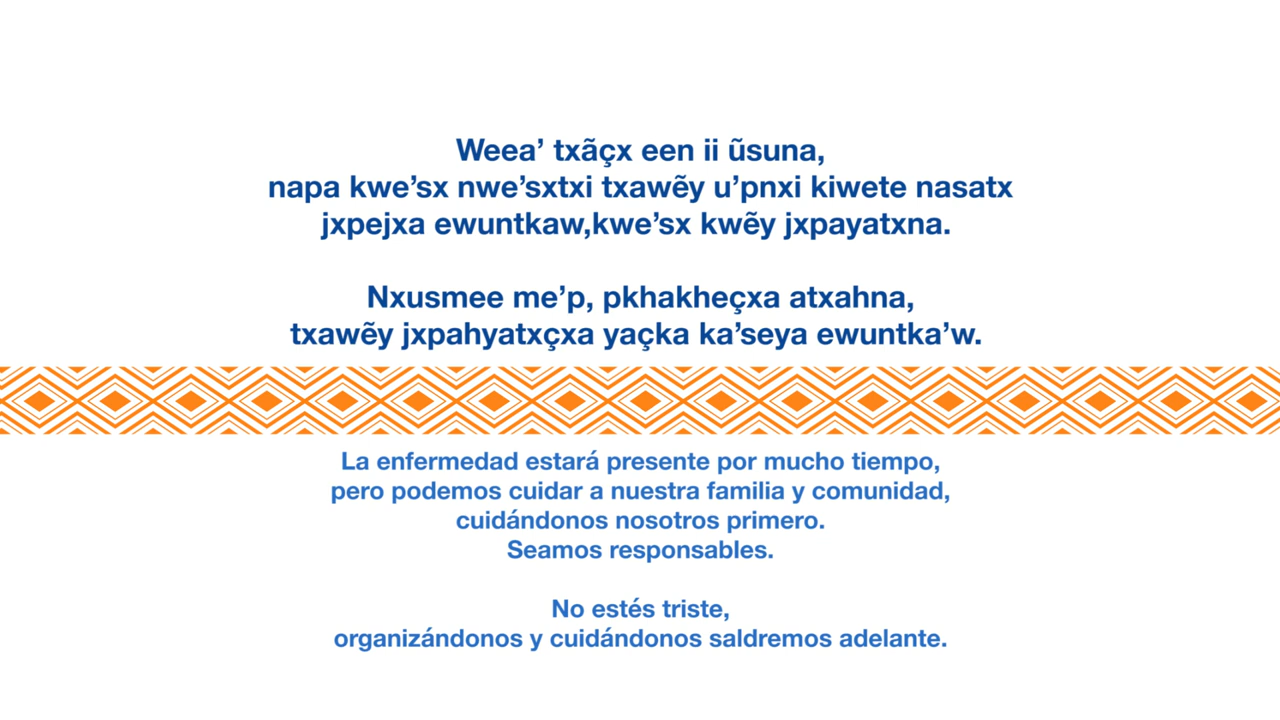 Weea’ txãçx een ii ũsuna,
napa kwe’sx nwe’sxtxi txawẽy u’pnxi kiwete nasatx
jxpejxa ewuntkaw,kwe’sx kwẽy jxpayatxna.
Nxusmee me’p, pkhakheçxa atxahna,
txawẽy jxpahyatxçxa yaçka ka’seya ewuntka’w.
La enfermedad estará presente por mucho tiempo,
pero podemos cuidar a nuestra familia y comunidad,
cuidándonos nosotros primero.
Seamos responsables.
No estés triste,
organizándonos y cuidándonos saldremos adelante.